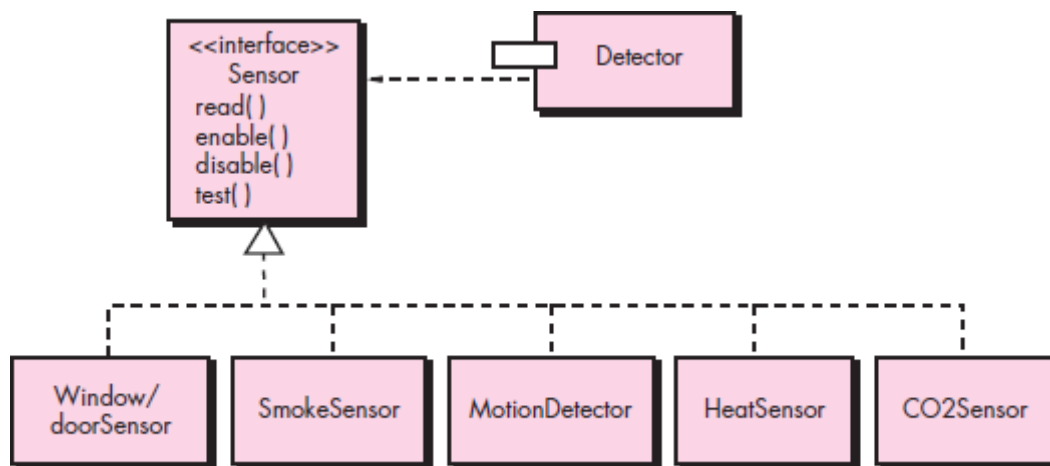 <<interface>>
Sensor
read( )
enable( )
disable( )
test( )
Detector
Window/
doorSensor
SmokeSensor
MotionDetector
HeatSensor
CO2Sensor